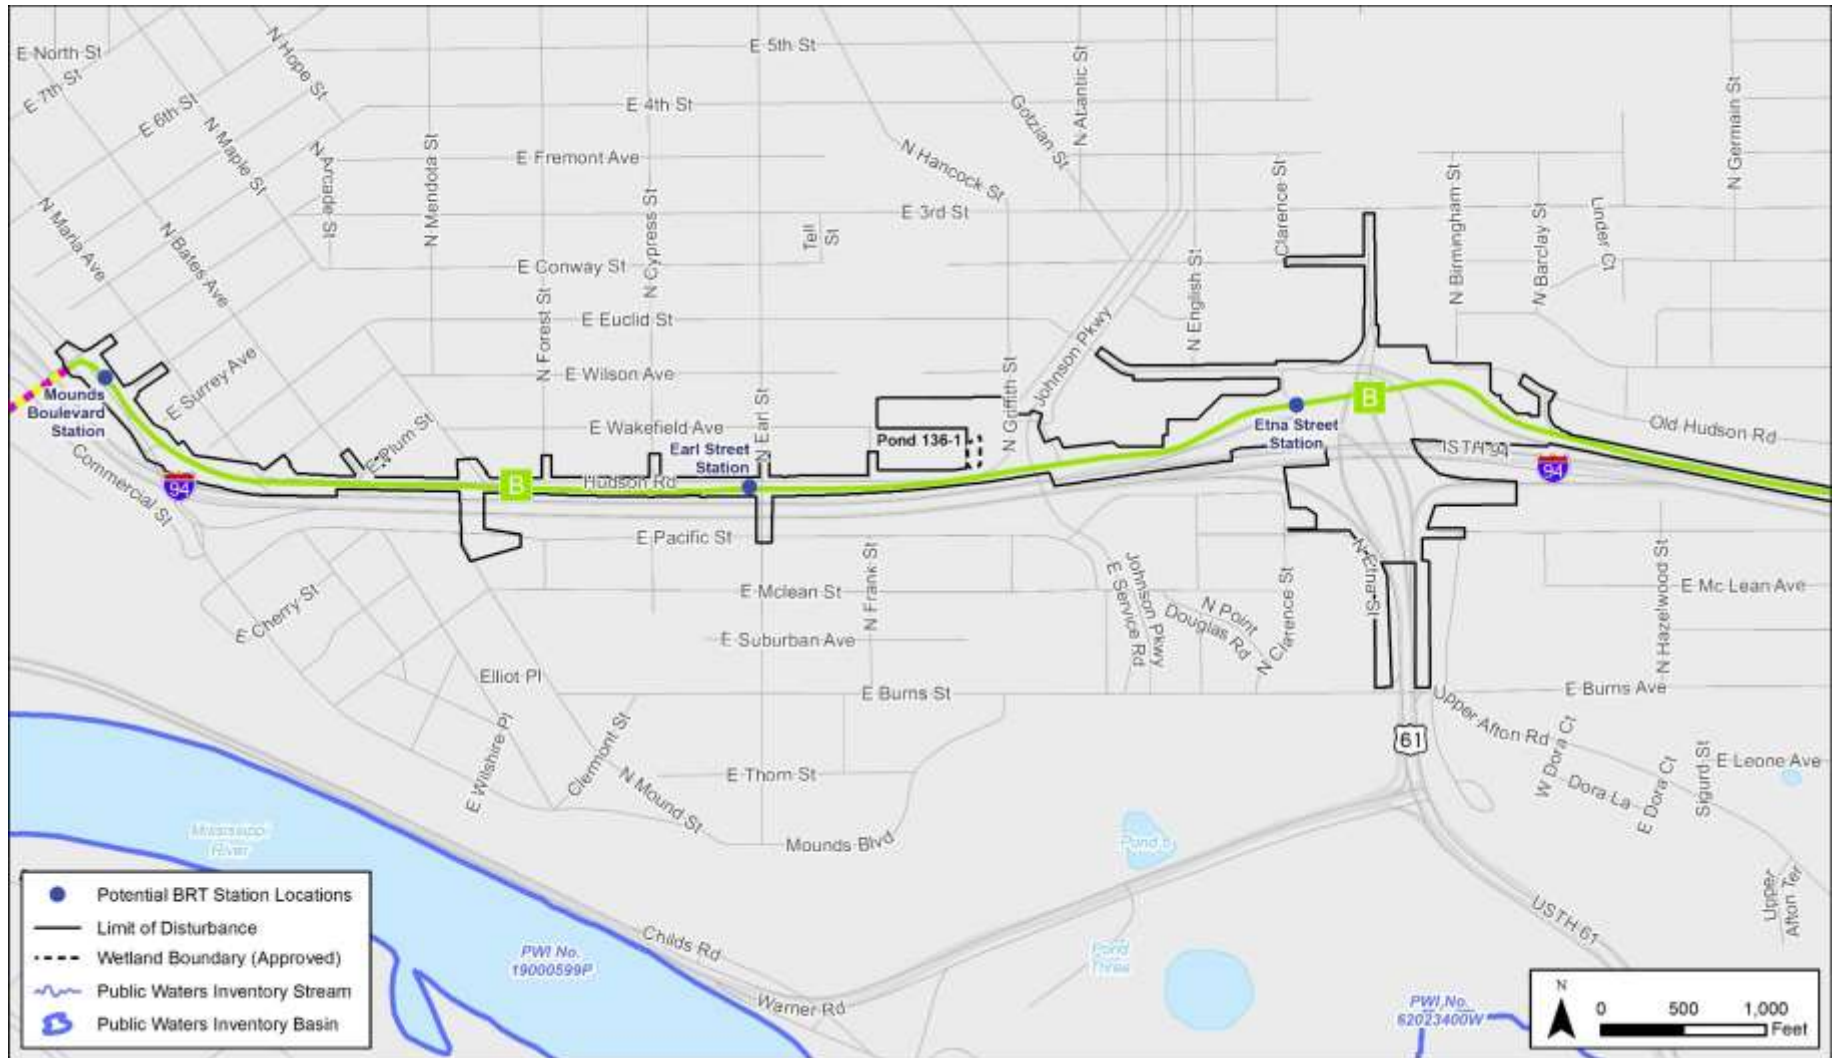 E North St
E 7th St
N Hope St
E 6th St
N Maple St
N Arcade St
N Maria Ave
N Bates Ave
N Mendota St
E 5th St
E 4th St
E Fremont Ave
N Cypress St
E Conway St
N Forest St
E Euclid St
E Wilson Ave
E Wakefield Ave
Tell
St
E 3rd St
N Hancock St
Gotzian St
N Atlantic St
Johnson Pkwy
N English St
Clarence St
N Birmingham St
N Barclay St
Linder Ct
N Germain St
N Griffith St
N Earl St
E Surrey Ave
E Plum St
Mounds
Boulevard
Station
Commercial St
94
B
Hudson Rd
Earl Street
Station
Pond 136-1
Etna Street
Station
B
ISTH 94
94
Old Hudson Rd
E Pacific St
E Mclean St
E Suburban Ave
N Frank St
E Cherry St
Elliot Pl
E Burns St
E Wilshire Pl
Clermont St
E Thorn St
N Mound St
Mounds Blvd
Johnson Pkwy
E Service Rd
N Point
Douglas Rd
N Clarence St
N Etna St
N Hazelwood St
E Mc Lean Ave
E Burns Ave
Upper Afton Rd
61
W Dora Ct
Dora La
E Dora Ct
Sigurd St
E Leone Ave
Upper
Afton Ter
USTH 61
Mississippi
River
PWI No.
19000599P
Childs Rd
Warner Rd
Pond
Three
PWI No.
62023400W
Potential BRT Station Locations
Limit of Disturbance
Wetland Boundary (Approved)
Public Waters Inventory Stream
Public Waters Inventory Basin
N
0 500 1,000
Feet